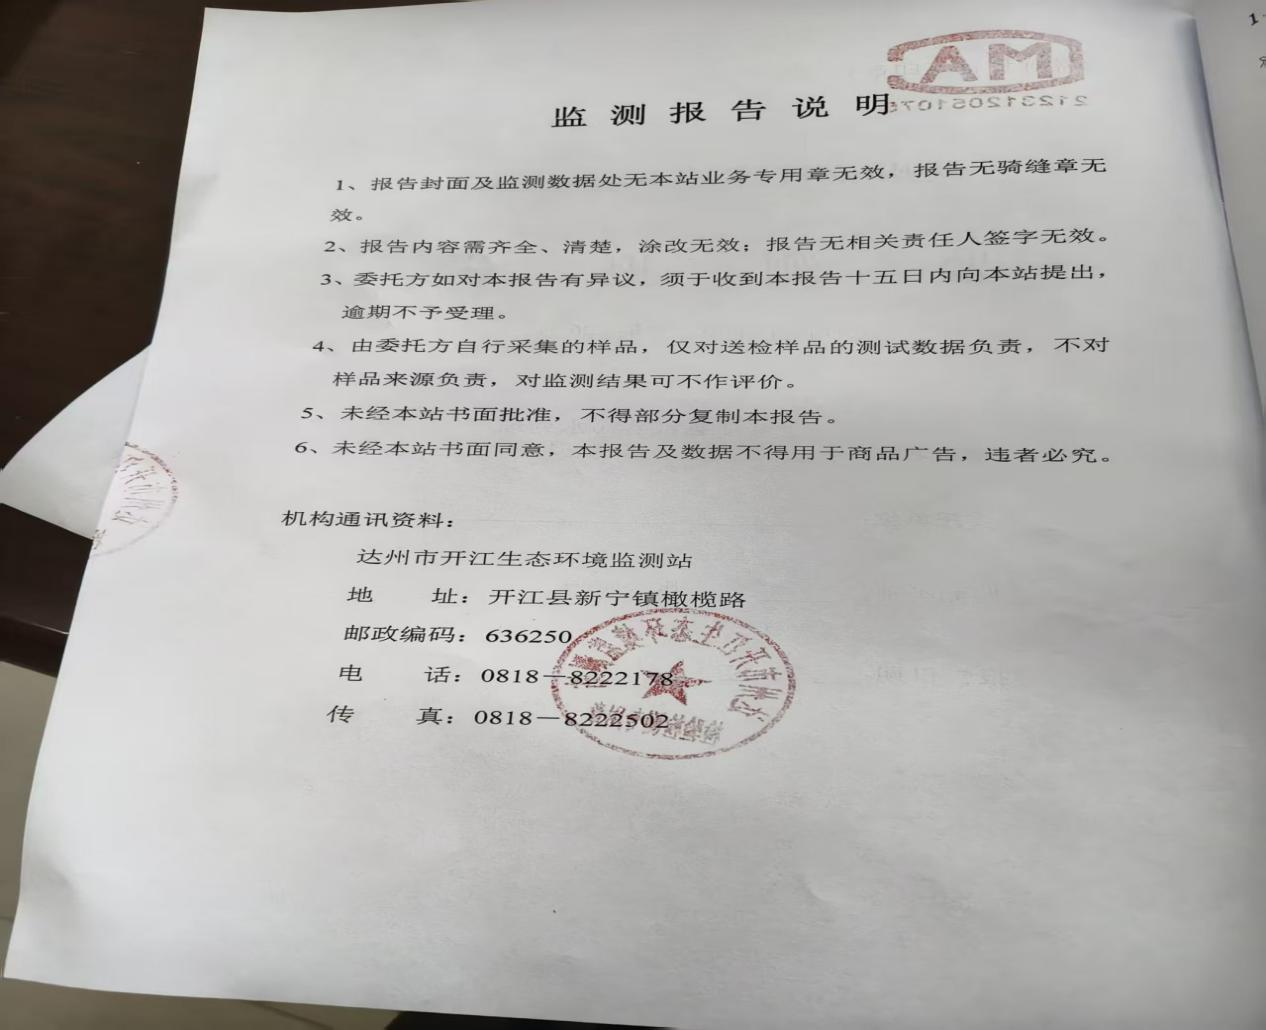 监测报告说明
1、报告封面及监测数据处无本站业务专用章无效，报告无骑缝章无
效。
2、报告内容需齐全、清楚，涂改无效；报告无相关责任人签字无效。
3、委托方如对本报告有异议，须于收到本报告十五日内向本站提出，
逾期不予受理。
4、由委托方自行采集的样品，仅对送检样品的测试数据负责，不对
样品来源负责，对监测结果可不作评价。
5、未经本站书面批准，不得部分复制本报告。
6、未经本站书面同意，本报告及数据不得用于商品广告，违者必究。
机构通讯资料：
达州市开江生态环境监测站
地 址：开江县新宁镇橄榄路
邮政编码：636250
电 话：0818－8222178
传 真：0818－8222502